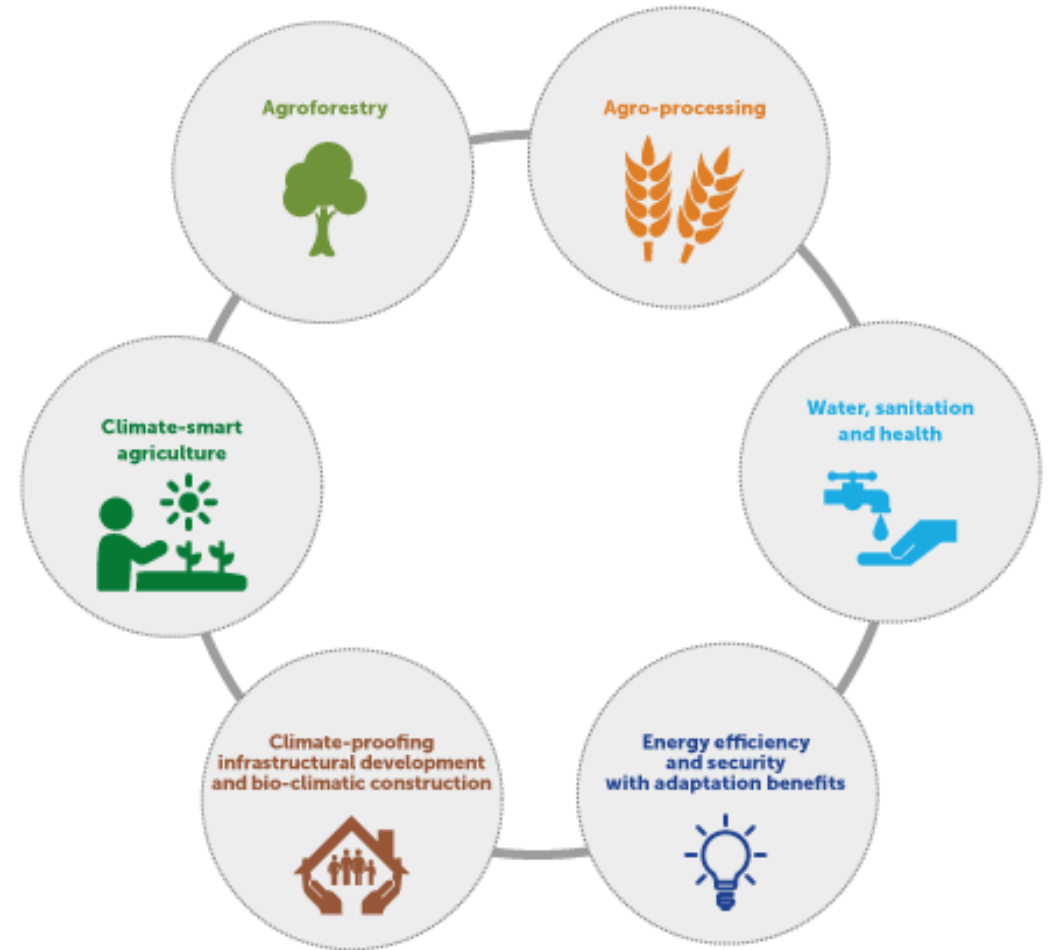 Agroforestry
Agro-processing
Water, sanitation
and health
Energy efficiency
and security
with adaptation benefits
Climate-proofing
infrastructural development
and bio-climatic construction
Climate-smart
agriculture